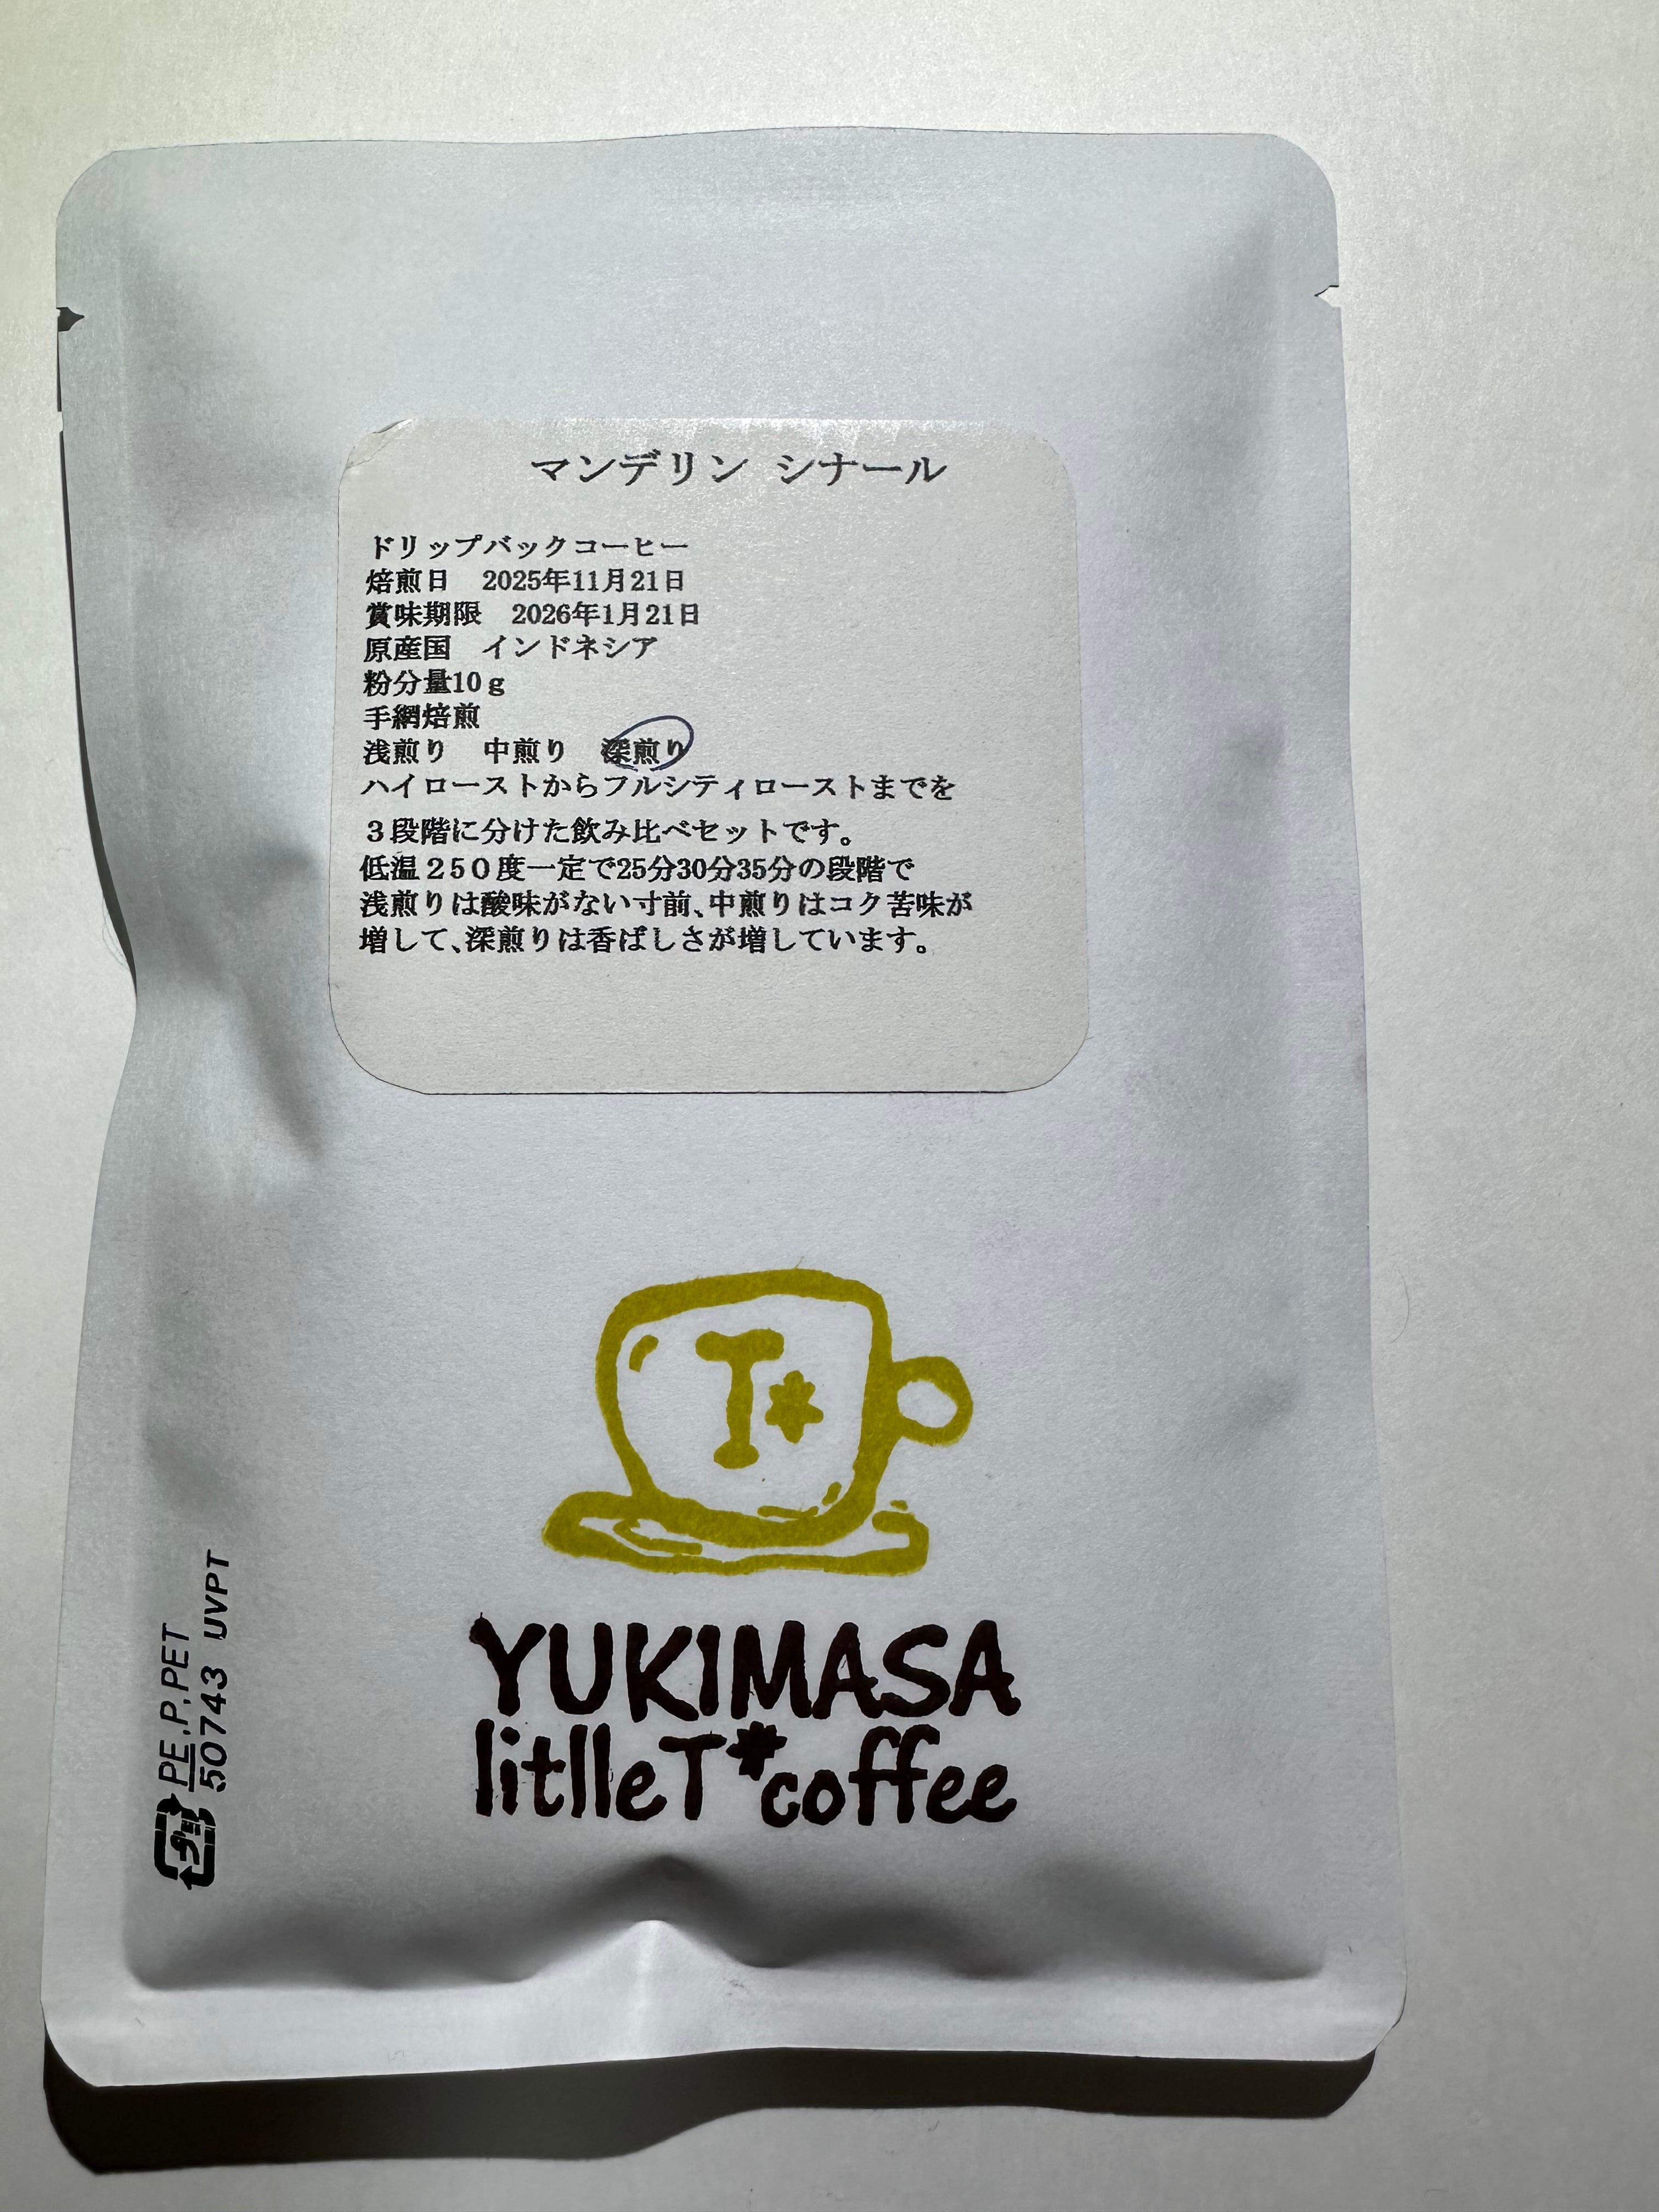 マンデリン シナール
ドリップバックコーヒー
焙煎日　2025年11月21日
賞味期限　2026年1月21日
原産国　インドネシア
粉分量10ｇ
手網焙煎
浅煎り　中煎り　深煎り
ハイローストからフルシティローストまでを
３段階に分けた飲み比べセットです。
低温２５０度一定で25分30分35分の段階で
浅煎りは酸味がない寸前、中煎りはコク苦味が
増して、深煎りは香ばしさが増しています。
T*
YUKIMASA
litlleT*coffee
プラ PE,P,PET
50743 UVPT